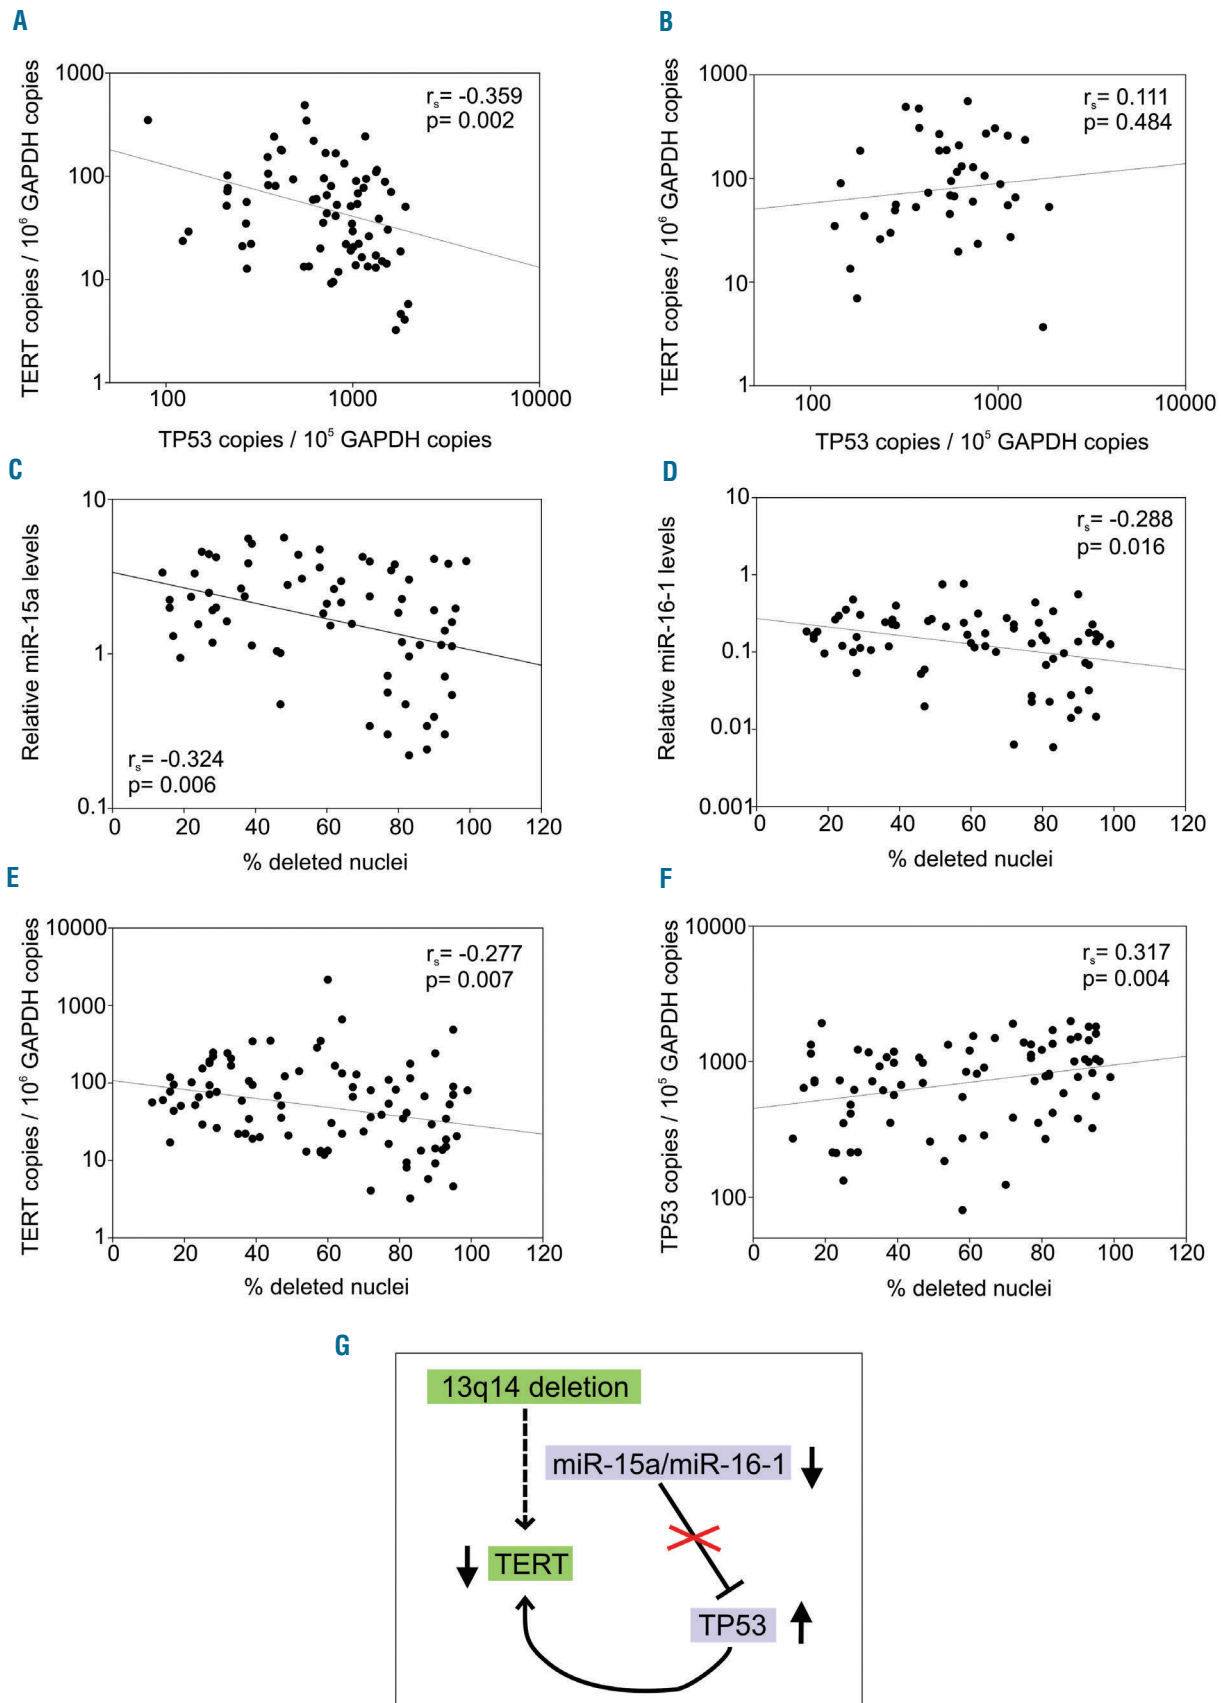 A
TERT copies / 10⁶ GAPDH copies
1000
100
10
1
rₛ= -0.359
p= 0.002
100
1000
10000
TP53 copies / 10⁵ GAPDH copies
B
TERT copies / 10⁶ GAPDH copies
1000
100
10
1
rₛ= 0.111
p= 0.484
100
1000
10000
TP53 copies / 10⁵ GAPDH copies
C
Relative miR-15a levels
10
1
0.1
rₛ= -0.324
p= 0.006
0 20 40 60 80 100 120
% deleted nuclei
D
Relative miR-16-1 levels
10
1
0.1
0.01
0.001
rₛ= -0.288
p= 0.016
0 20 40 60 80 100 120
% deleted nuclei
E
TERT copies / 10⁶ GAPDH copies
10000
1000
100
10
1
rₛ= -0.277
p= 0.007
0 20 40 60 80 100 120
% deleted nuclei
F
TP53 copies / 10⁵ GAPDH copies
10000
1000
100
rₛ= 0.317
p= 0.004
0 20 40 60 80 100 120
% deleted nuclei
G
13q14 deletion
miR-15a/miR-16-1
TERT
TP53